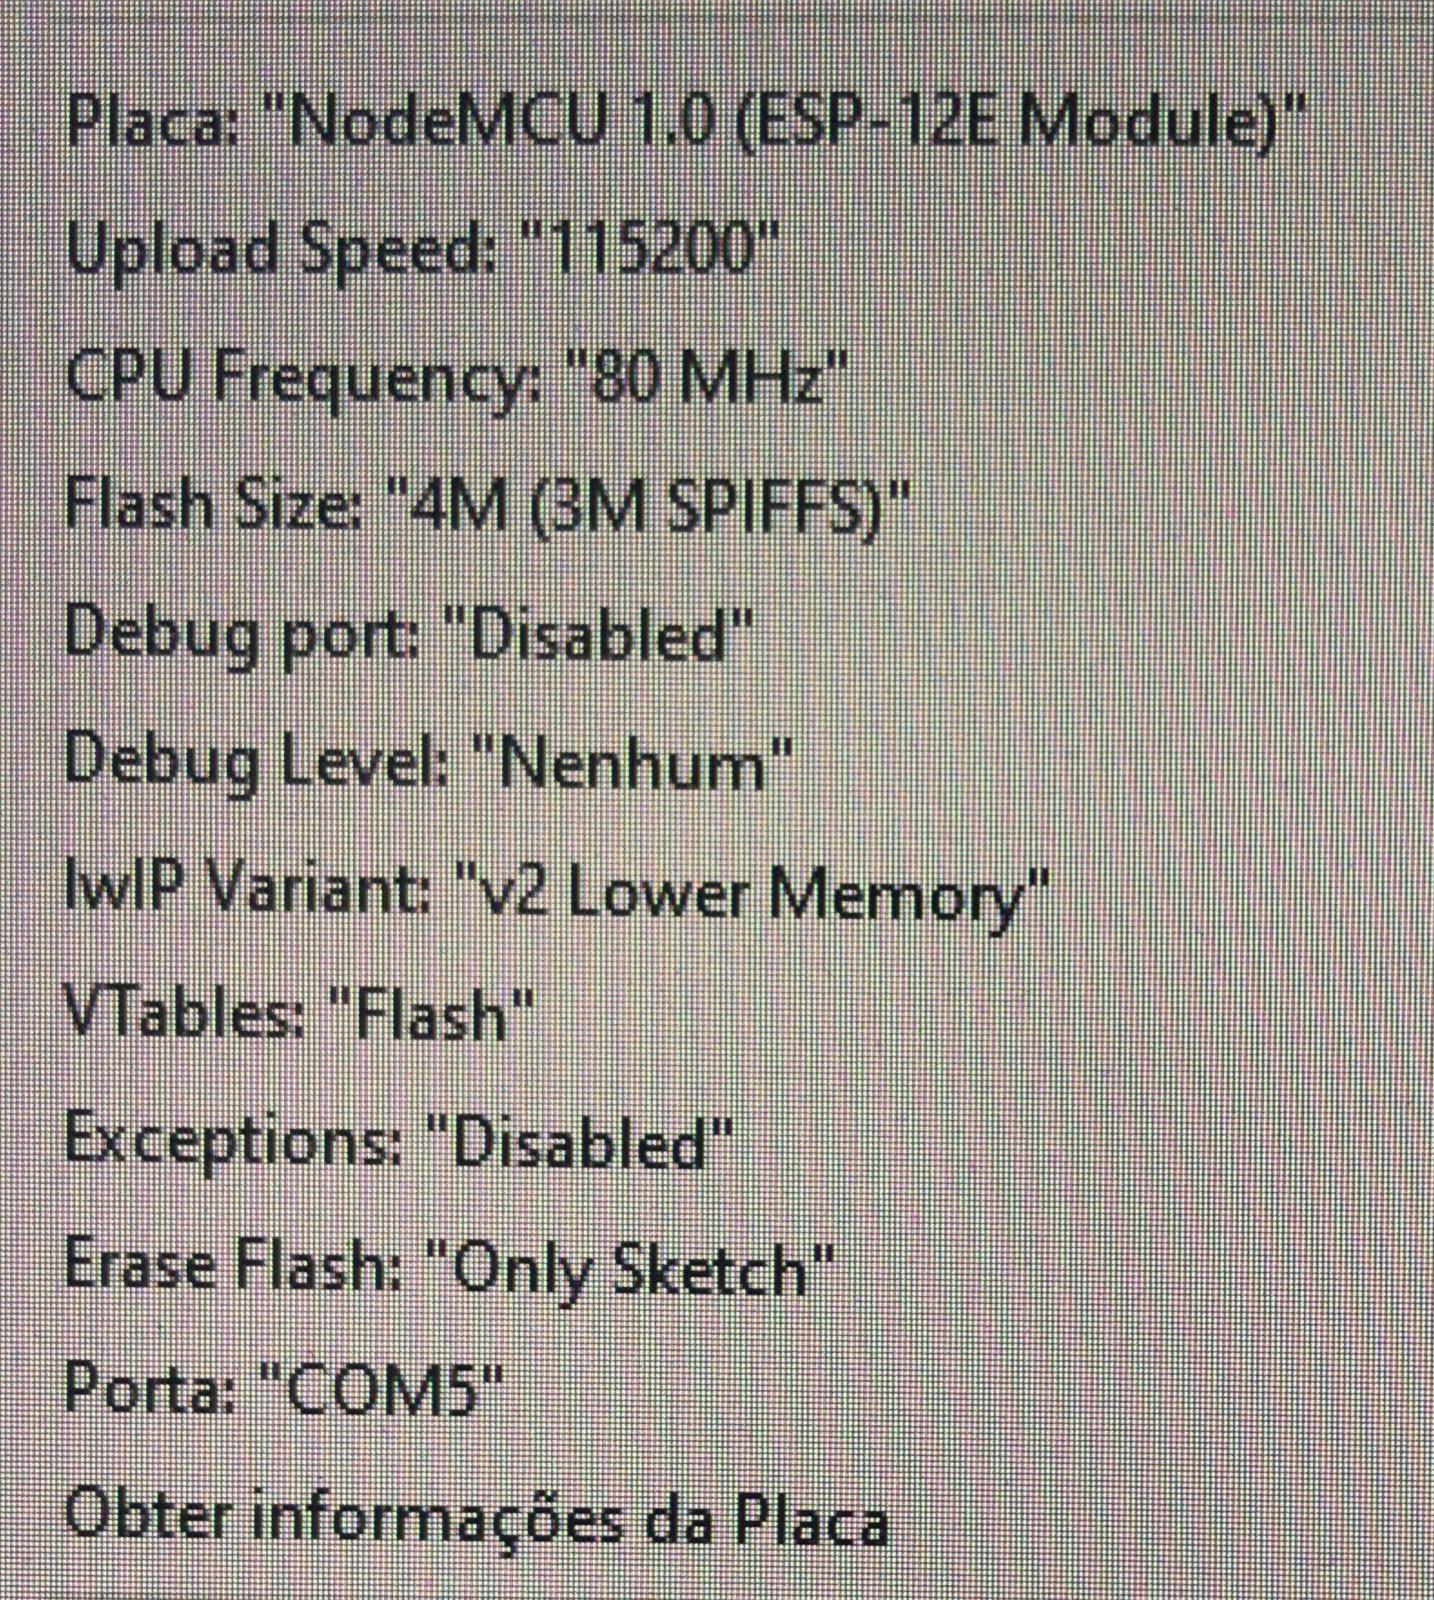 Placa: "NodeMCU 1.0 (ESP-12E Module)"
Upload Speed: "115200"
CPU Frequency: "80 MHz"
Flash Size: "4M (3M SPIFFS)"
Debug port: "Disabled"
Debug Level: "Nenhum"
lwIP Variant: "v2 Lower Memory"
VTables: "Flash"
Exceptions: "Disabled"
Erase Flash: "Only Sketch"
Porta: "COM5"
Obter informações da Placa